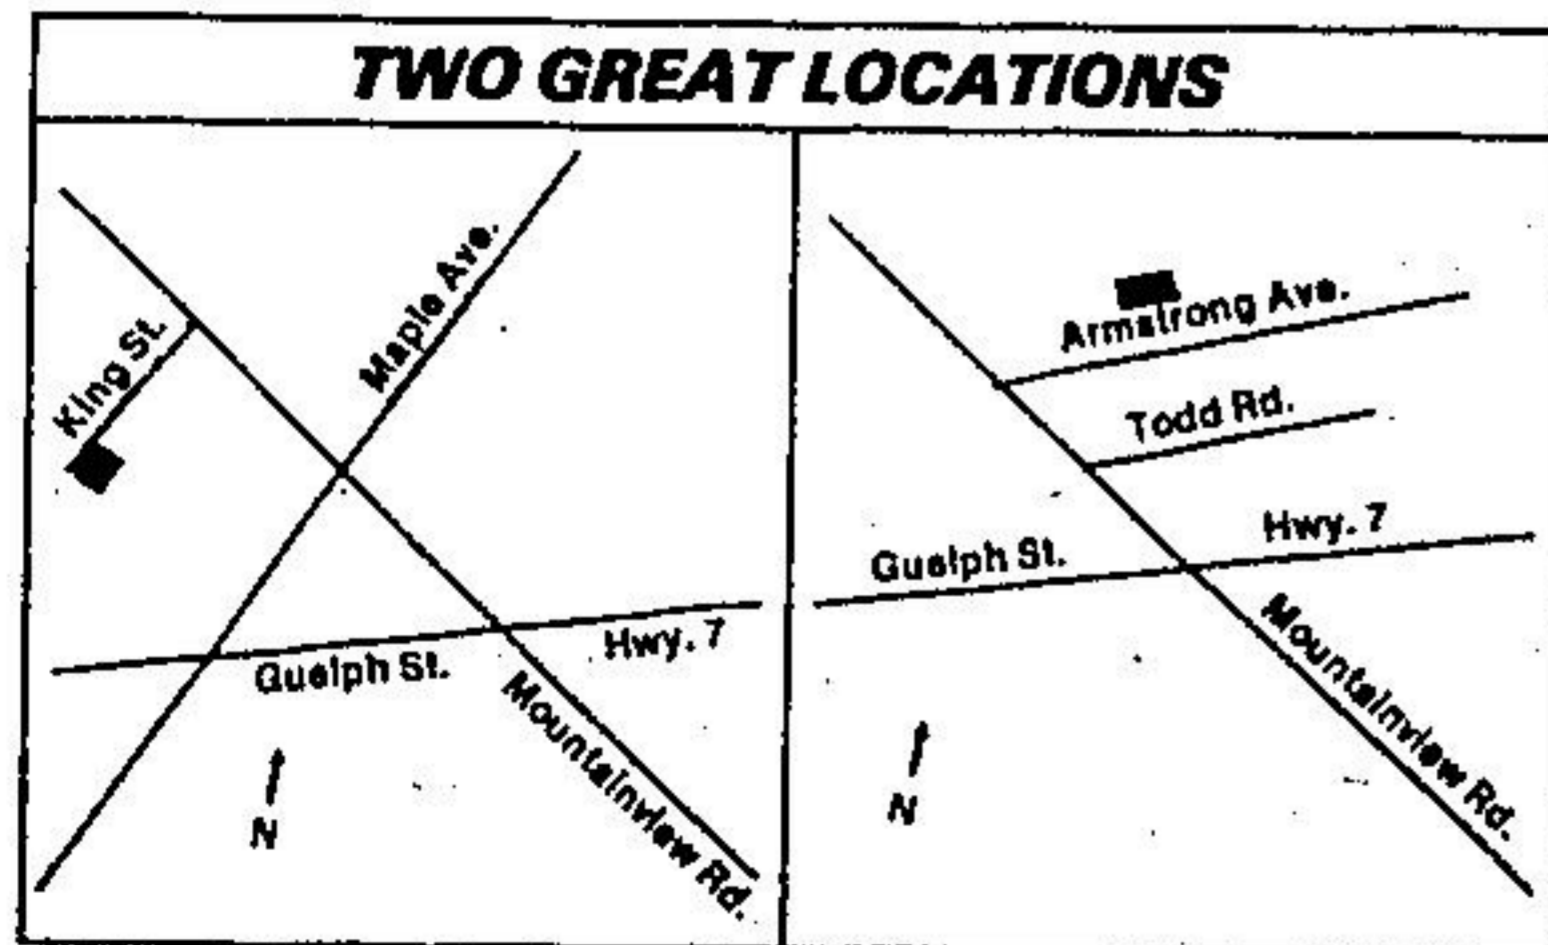 TWO GREAT LOCATIONS
King St.
Maple Ave.
Guelph St.
Hwy. 7
Mountainview Rd.
N
Armstrong Ave.
Todd Rd.
Guelph St.
Hwy. 7
Mountainview Rd.
N